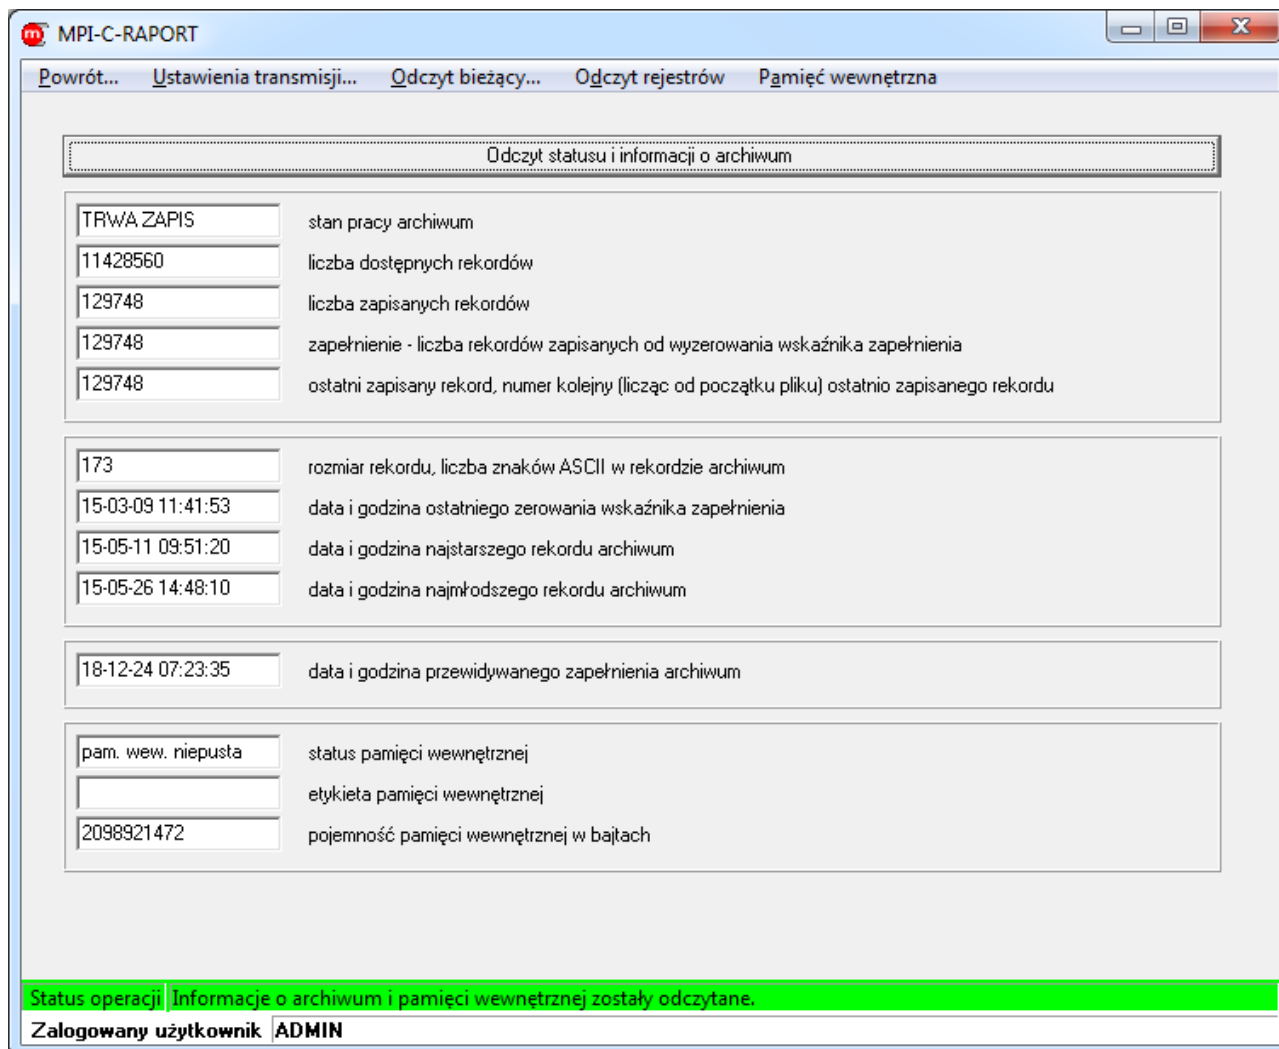 MPI-C-RAPORT
Powrót... Ustawienia transmisji... Odczyt bieżący... Odczyt rejestrów Pamięć wewnętrzna
Odczyt statusu i informacji o archiwum
TRWA ZAPIS stan pracy archiwum
11428560 liczba dostępnych rekordów
129748 liczba zapisanych rekordów
129748 zapełnienie - liczba rekordów zapisanych od wyzerowania wskaźnika zapełnienia
129748 ostatni zapisany rekord, numer kolejny (licząc od początku pliku) ostatnio zapisanego rekordu
173 rozmiar rekordu, liczba znaków ASCII w rekordzie archiwum
15-03-09 11:41:53 data i godzina ostatniego zerowania wskaźnika zapełnienia
15-05-11 09:51:20 data i godzina najstarszego rekordu archiwum
15-05-26 14:48:10 data i godzina najmłodszego rekordu archiwum
18-12-24 07:23:35 data i godzina przewidywanego zapełnienia archiwum
pam. wew. niepusta status pamięci wewnętrznej
etykieta pamięci wewnętrznej
2098921472 pojemność pamięci wewnętrznej w bajtach
Status operacji Informacje o archiwum i pamięci wewnętrznej zostały odczytane.
Zalogowany użytkownik ADMIN